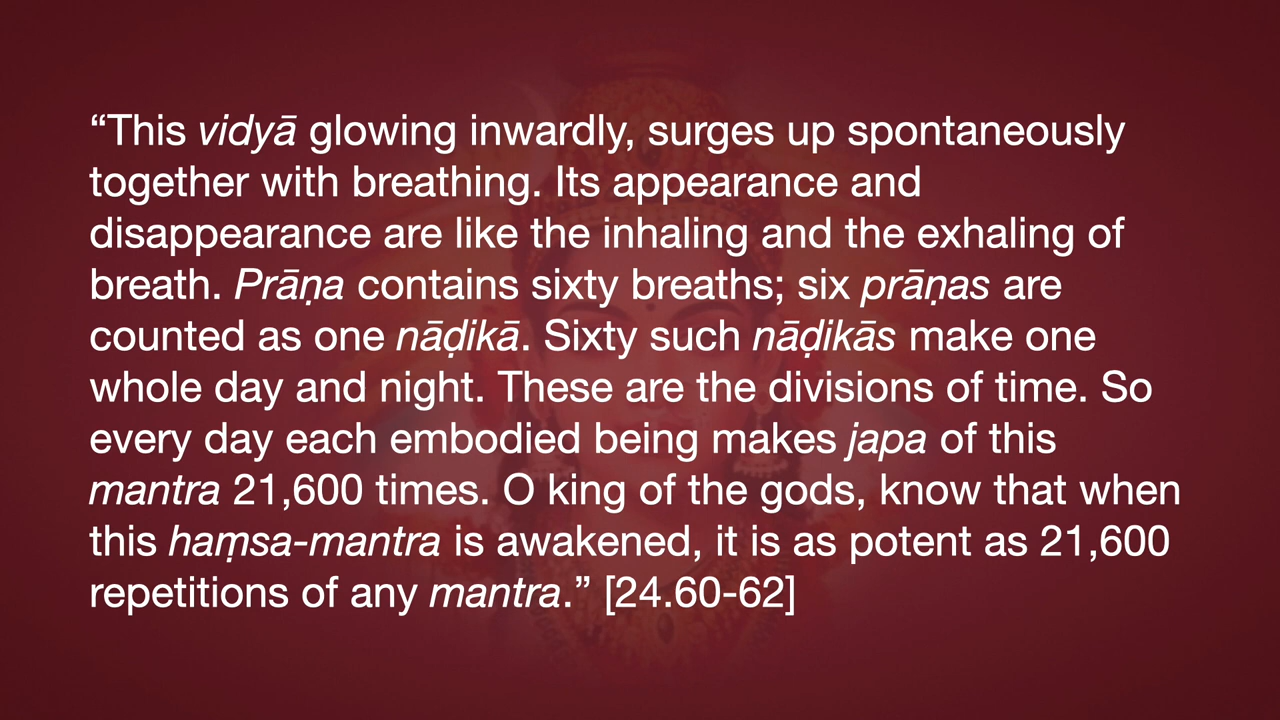 “This vidyā glowing inwardly, surges up spontaneously
together with breathing. Its appearance and
disappearance are like the inhaling and the exhaling of
breath. Prāṇa contains sixty breaths; six prāṇas are
counted as one nāḍikā. Sixty such nāḍikās make one
whole day and night. These are the divisions of time. So
every day each embodied being makes japa of this
mantra 21,600 times. O king of the gods, know that when
this haṃsa-mantra is awakened, it is as potent as 21,600
repetitions of any mantra.” [24.60-62]